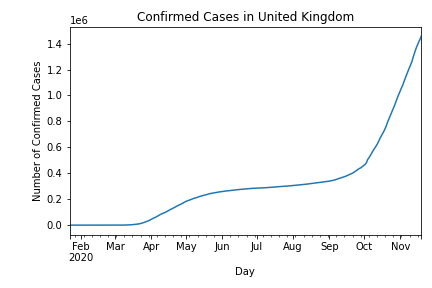 Confirmed Cases in United Kingdom
1e6
Number of Confirmed Cases
1.4
1.2
1.0
0.8
0.6
0.4
0.2
0.0
Feb Mar Apr May Jun Jul Aug Sep Oct Nov
2020
Day